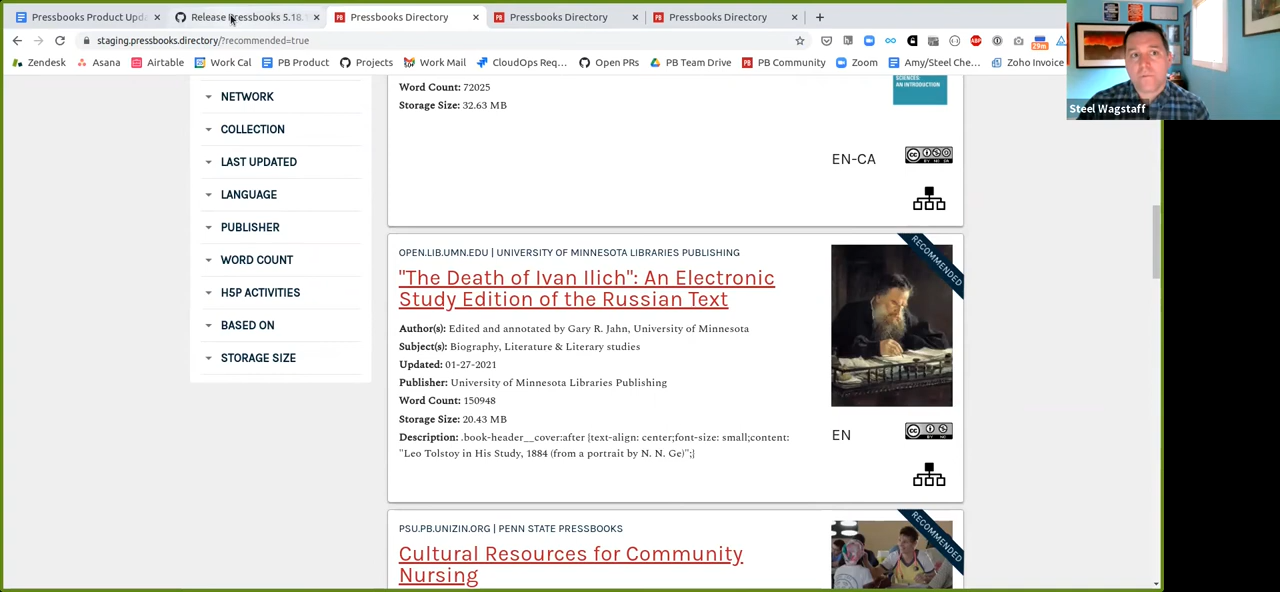 Pressbooks Product Upda
Release Pressbooks 5.18.
Pressbooks Directory
Pressbooks Directory
Pressbooks Directory
staging.pressbooks.directory/?recommended=true
29m
Zendesk
Asana
Airtable
Work Cal
PB Product
Projects
Work Mail
CloudOps Req...
Open PRs
PB Team Drive
PB Community
Zoom
Amy/Steel Che...
Zoho Invoice
Steel Wagstaff
NETWORK
COLLECTION
LAST UPDATED
LANGUAGE
PUBLISHER
WORD COUNT
H5P ACTIVITIES
BASED ON
STORAGE SIZE
Word Count: 72025
Storage Size: 32.63 MB
SCIENCES:
AN INTRODUCTION
EN-CA
OPEN.LIB.UMN.EDU | UNIVERSITY OF MINNESOTA LIBRARIES PUBLISHING
"The Death of Ivan Ilich": An Electronic
Study Edition of the Russian Text
Author(s): Edited and annotated by Gary R. Jahn, University of Minnesota
Subject(s): Biography, Literature & Literary studies
Updated: 01-27-2021
Publisher: University of Minnesota Libraries Publishing
Word Count: 150948
Storage Size: 20.43 MB
Description: .book-header__cover:after {text-align: center;font-size: small;content:
"Leo Tolstoy in His Study, 1884 (from a portrait by N. N. Ge)";}
RECOMMENDED
EN
PSU.PB.UNIZIN.ORG | PENN STATE PRESSBOOKS
Cultural Resources for Community
Nursing
RECOMMENDED